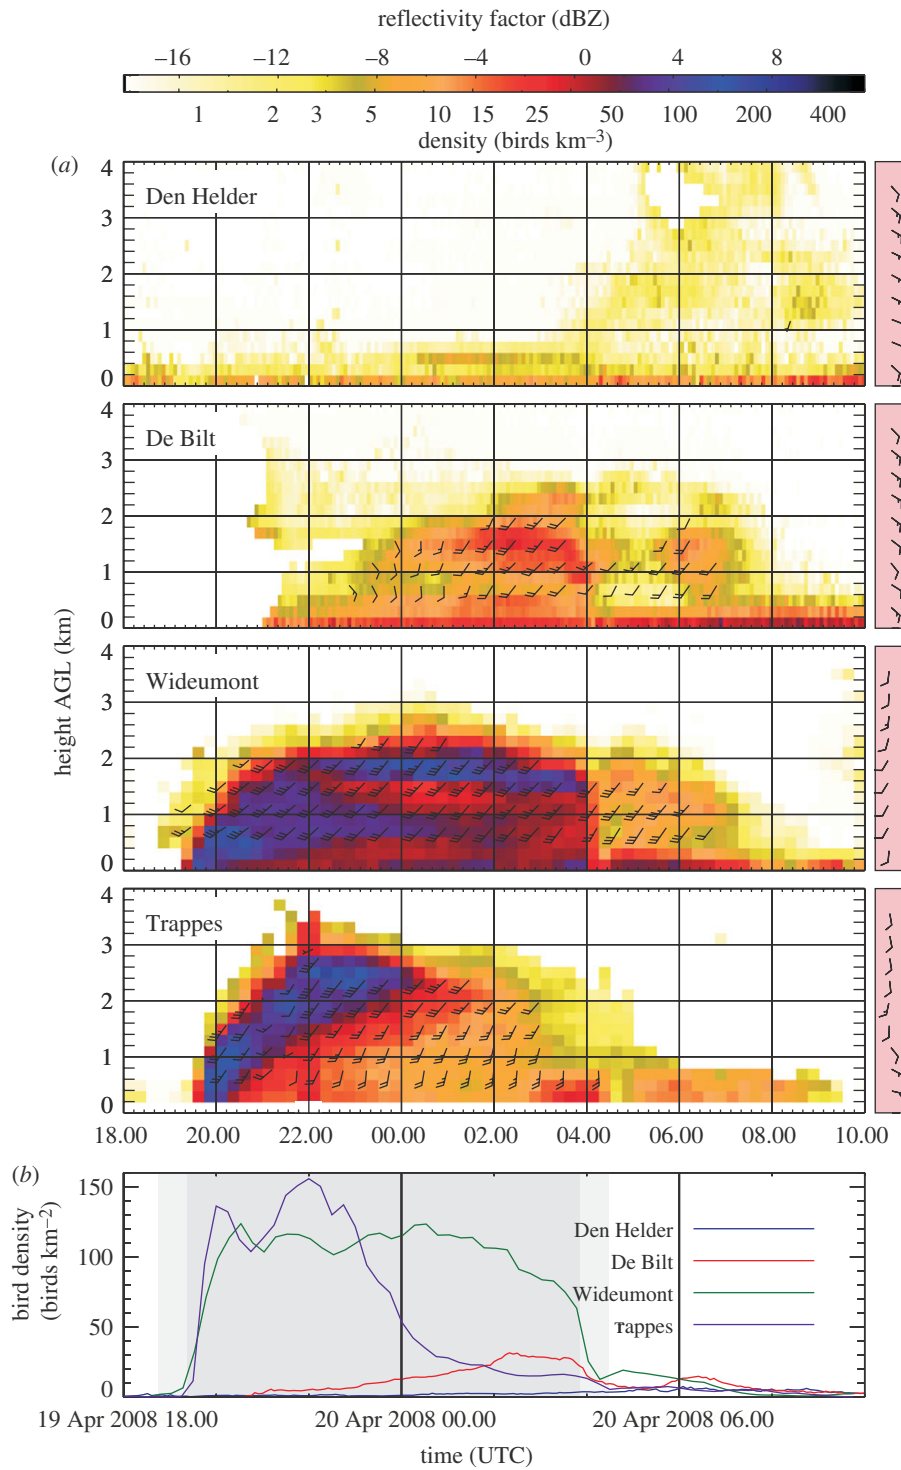 reflectivity factor (dBZ)
–16 –12 –8 –4 0 4 8
1 2 3 5 10 15 25 50 100 200 400
density (birds km–3)
(a)
4
Den Helder
3
2
1
0
4
De Bilt
3
2
1
0
height AGL (km)
4
Wideumont
3
2
1
0
4
Trappes
3
2
1
0
18.00 20.00 22.00 00.00 02.00 04.00 06.00 10.00
(b)
150
100
50
0
bird density
(birds km–2)
Den Helder
De Bilt
Wideumont
Trappes
19 Apr 2008 18.00 20 Apr 2008 00.00 20 Apr 2008 06.00
time (UTC)